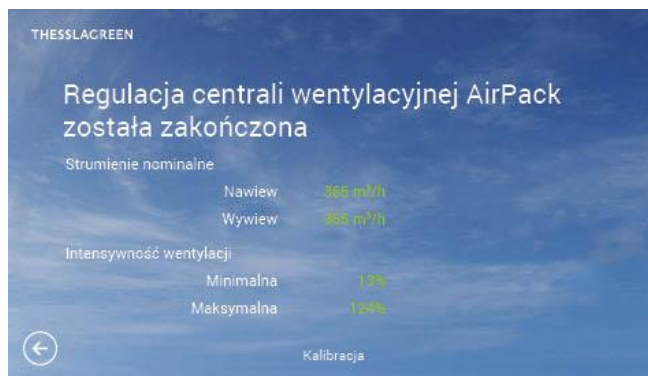 THESSLAGREEN
Regulacja centrali wentylacyjnej AirPack
została zakończona
Strumienie nominalne
Nawiew 365 m³/h
Wywiew 365 m³/h
Intensywność wentylacji
Minimalna 13%
Maksymalna 124%
Kalibracja